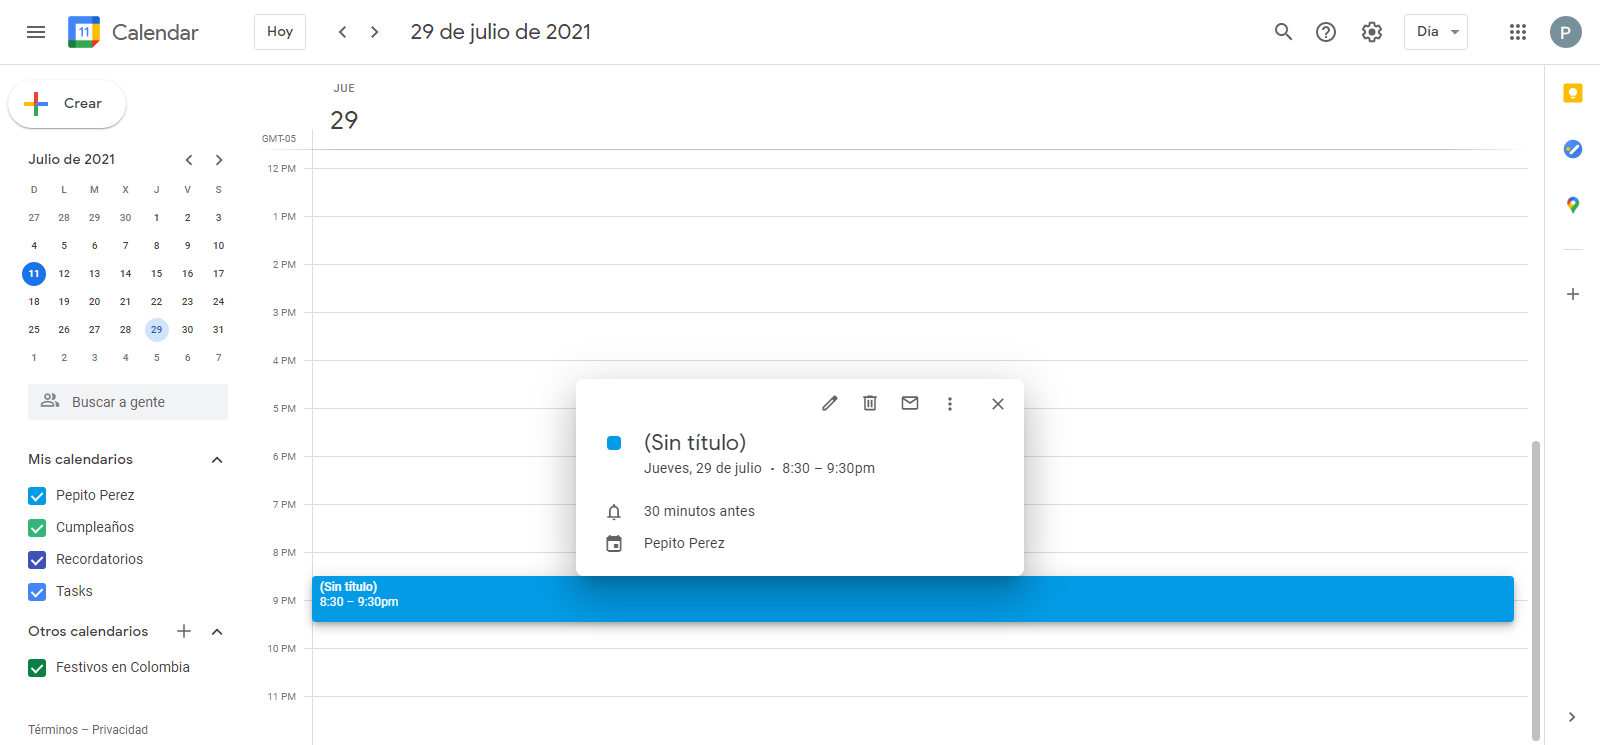 11 Calendar Hoy 29 de julio de 2021 Día P
Crear
Julio de 2021
D L M X J V S
27 28 29 30 1 2 3
4 5 6 7 8 9 10
11 12 13 14 15 16 17
18 19 20 21 22 23 24
25 26 27 28 29 30 31
1 2 3 4 5 6 7
Buscar a gente
Mis calendarios
Pepito Perez
Cumpleaños
Recordatorios
Tasks
Otros calendarios
Festivos en Colombia
Términos – Privacidad
JUE
29
GMT-05
12 PM
1 PM
2 PM
3 PM
4 PM
5 PM
6 PM
7 PM
8 PM
9 PM
10 PM
11 PM
(Sin título)
Jueves, 29 de julio • 8:30 – 9:30pm
30 minutos antes
Pepito Perez
(Sin título)
8:30 – 9:30pm